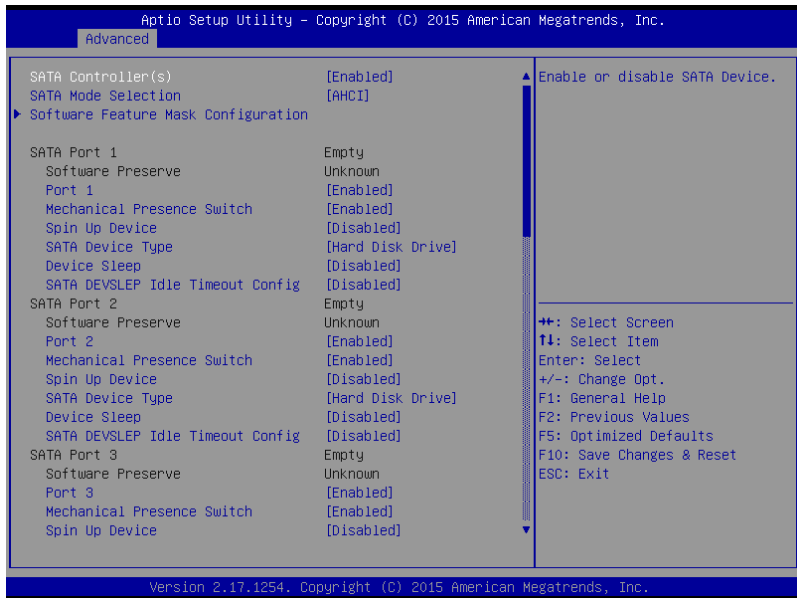 Aptio Setup Utility – Copyright (C) 2015 American Megatrends, Inc.
Advanced
SATA Controller(s) [Enabled]
SATA Mode Selection [AHCI]
Software Feature Mask Configuration
SATA Port 1 Empty
Software Preserve Unknown
Port 1 [Enabled]
Mechanical Presence Switch [Enabled]
Spin Up Device [Disabled]
SATA Device Type [Hard Disk Drive]
Device Sleep [Disabled]
SATA DEVSLEP Idle Timeout Config [Disabled]
SATA Port 2 Empty
Software Preserve Unknown
Port 2 [Enabled]
Mechanical Presence Switch [Enabled]
Spin Up Device [Disabled]
SATA Device Type [Hard Disk Drive]
Device Sleep [Disabled]
SATA DEVSLEP Idle Timeout Config [Disabled]
SATA Port 3 Empty
Software Preserve Unknown
Port 3 [Enabled]
Mechanical Presence Switch [Enabled]
Spin Up Device [Disabled]
Enable or disable SATA Device.
→←: Select Screen
↑↓: Select Item
Enter: Select
+/-: Change Opt.
F1: General Help
F2: Previous Values
F5: Optimized Defaults
F10: Save Changes & Reset
ESC: Exit
Version 2.17.1254. Copyright (C) 2015 American Megatrends, Inc.